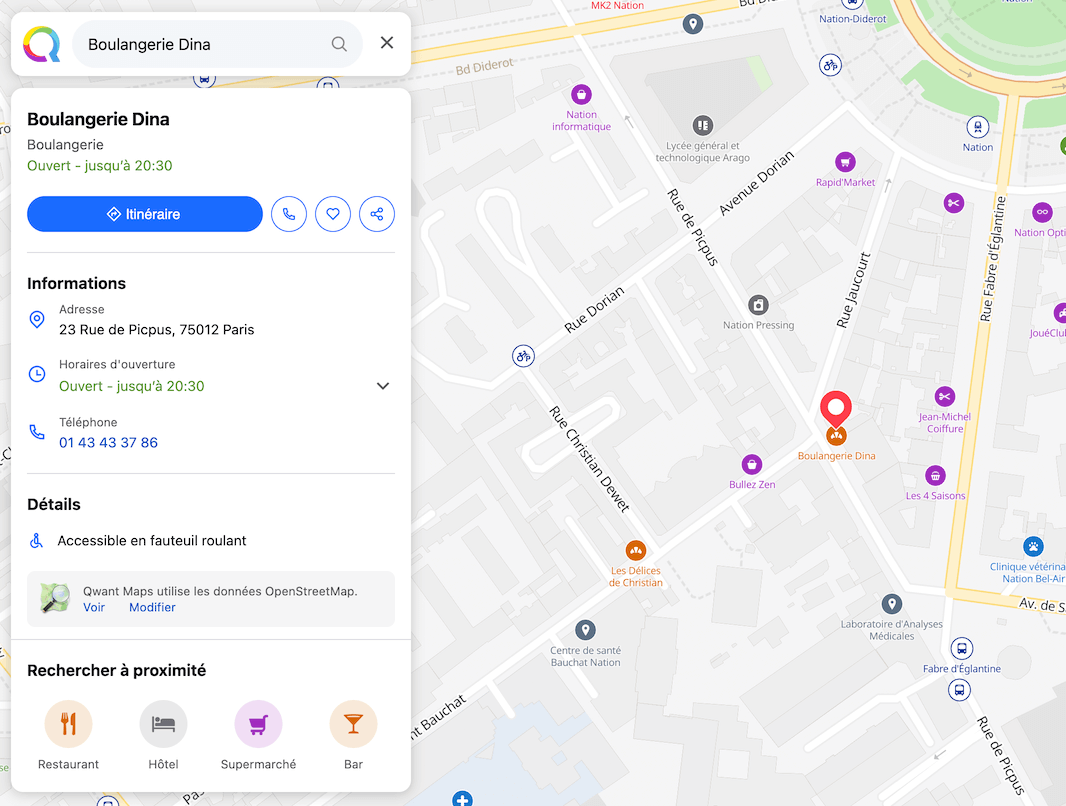 Boulangerie Dina
Boulangerie Dina
Boulangerie
Ouvert - jusqu'à 20:30
Itinéraire
Informations
Adresse
23 Rue de Picpus, 75012 Paris
Horaires d'ouverture
Ouvert - jusqu'à 20:30
Téléphone
01 43 43 37 86
Détails
Accessible en fauteuil roulant
Qwant Maps utilise les données OpenStreetMap.
Voir Modifier
Rechercher à proximité
Restaurant
Hôtel
Supermarché
Bar
MK2 Nation
Bd Diderot
Nation-Diderot
Bd Diderot
Nation
informatique
Lycée général et
technologique Arago
Nation
Rapid'Market
Avenue Dorian
Rue de Picpus
Nation Opti
Rue Fabre d'Églantine
Rue Jaucourt
Rue Dorian
Nation Pressing
JouéClu
Jean-Michel
Coiffure
Rue Christian Dewet
Boulangerie Dina
Bullez Zen
Les 4 Saisons
Les Délices
de Christian
Clinique vétérina
Nation Bel-Air
Av. de S
Laboratoire d'Analyses
Médicales
Centre de santé
Bauchat Nation
Fabre d'Églantine
nt Bauchat
Rue de Picpus